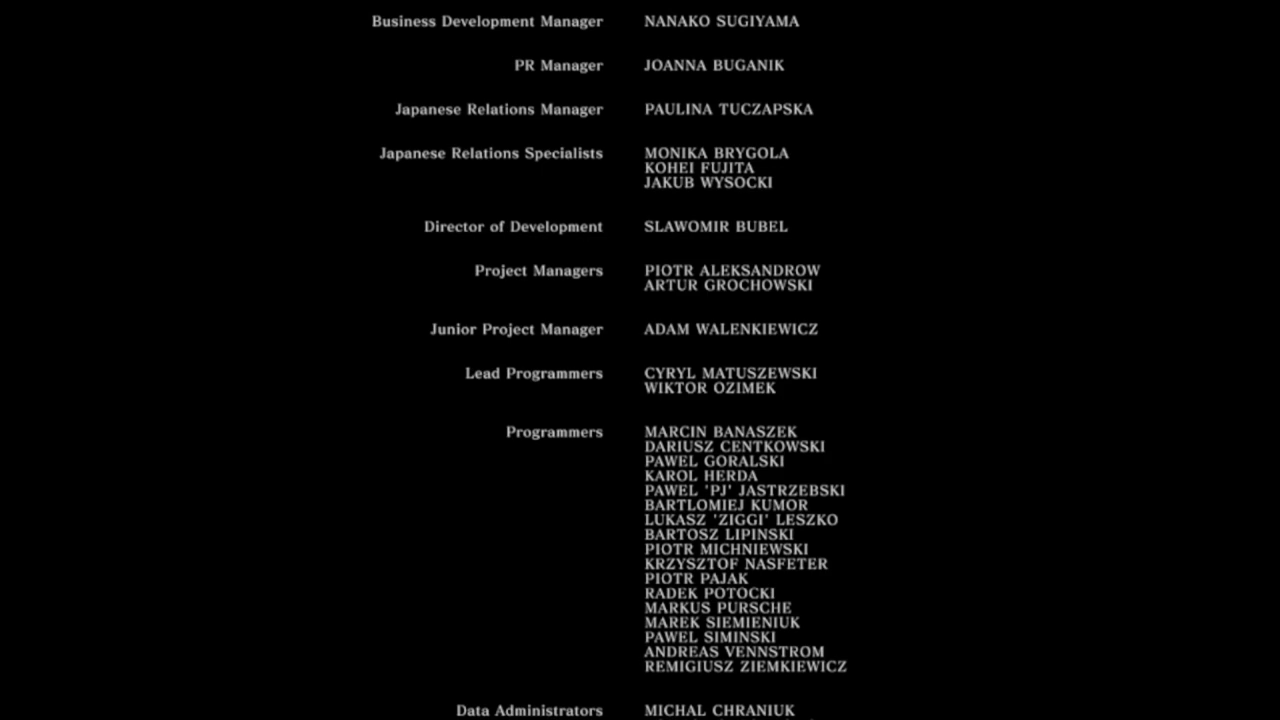 Business Development Manager NANAKO SUGIYAMA
PR Manager JOANNA BUGANIK
Japanese Relations Manager PAULINA TUCZAPSKA
Japanese Relations Specialists MONIKA BRYGOLA
KOHEI FUJITA
JAKUB WYSOCKI
Director of Development SLAWOMIR BUBEL
Project Managers PIOTR ALEKSANDROW
ARTUR GROCHOWSKI
Junior Project Manager ADAM WALENKIEWICZ
Lead Programmers CYRYL MATUSZEWSKI
WIKTOR OZIMEK
Programmers MARCIN BANASZEK
DARIUSZ CENTKOWSKI
PAWEL GORALSKI
KAROL HERDA
PAWEL 'PJ' JASTRZEBSKI
BARTLOMIEJ KUMOR
LUKASZ 'ZIGGI' LESZKO
BARTOSZ LIPINSKI
PIOTR MICHNIEWSKI
KRZYSZTOF NASFETER
PIOTR PAJAK
RADEK POTOCKI
MARKUS PURSCHE
MAREK SIEMIENIUK
PAWEL SIMINSKI
ANDREAS VENNSTROM
REMIGIUSZ ZIEMKIEWICZ
Data Administrators MICHAL CHRANIUK